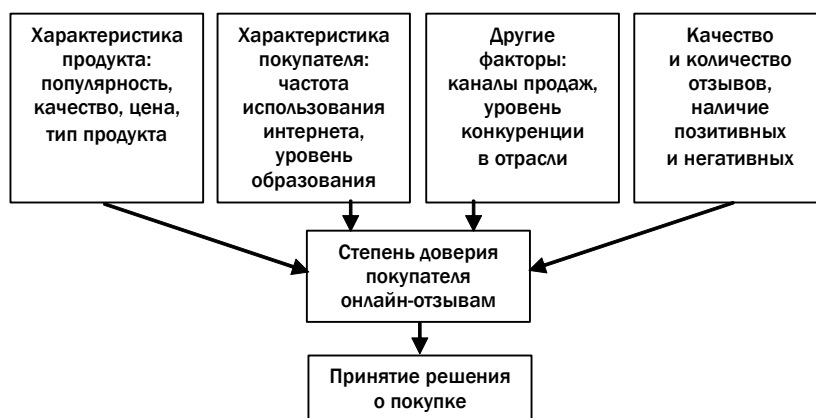 Характеристика
продукта:
популярность,
качество, цена,
тип продукта
Характеристика
покупателя:
частота
использования
интернета,
уровень
образования
Другие
факторы:
каналы продаж,
уровень
конкуренции
в отрасли
Качество
и количество
отзывов,
наличие
позитивных
и негативных
Степень доверия
покупателя
онлайн-отзывам
Принятие решения
о покупке